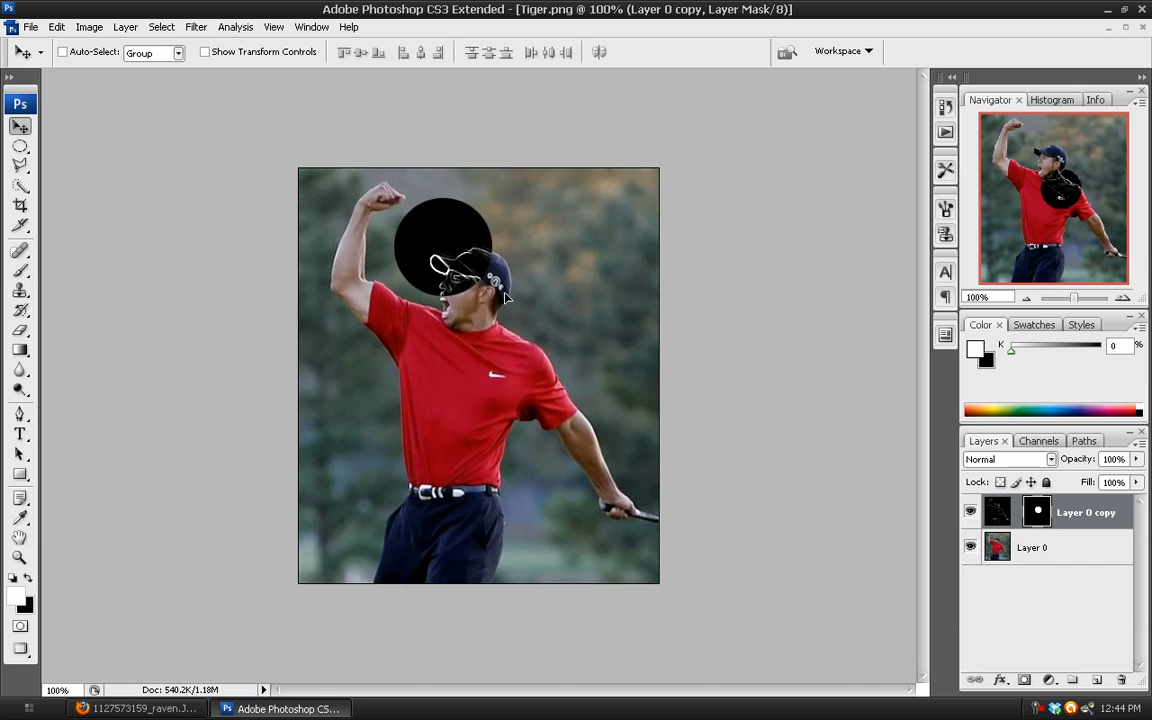 Adobe Photoshop CS3 Extended - [Tiger.png @ 100% (Layer 0 copy, Layer Mask/8)]
File Edit Image Layer Select Filter Analysis View Window Help
Auto-Select: Group Show Transform Controls Workspace
Ps
Navigator Histogram Info
100%
Color Swatches Styles
K 0 %
Layers Channels Paths
Normal Opacity: 100%
Lock: Fill: 100%
Layer 0 copy
Layer 0
100% Doc: 540.2K/1.18M
1127573159_raven.J... Adobe Photoshop CS... 12:44 PM